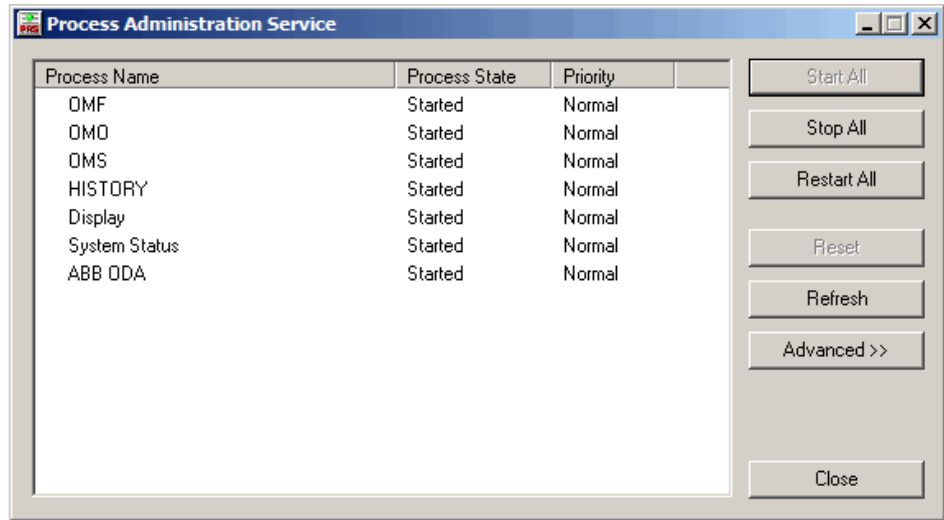 PRS
Process Administration Service
Process Name Process State Priority
OMF Started Normal
OMO Started Normal
OMS Started Normal
HISTORY Started Normal
Display Started Normal
System Status Started Normal
ABB ODA Started Normal
Start All
Stop All
Restart All
Reset
Refresh
Advanced >>
Close